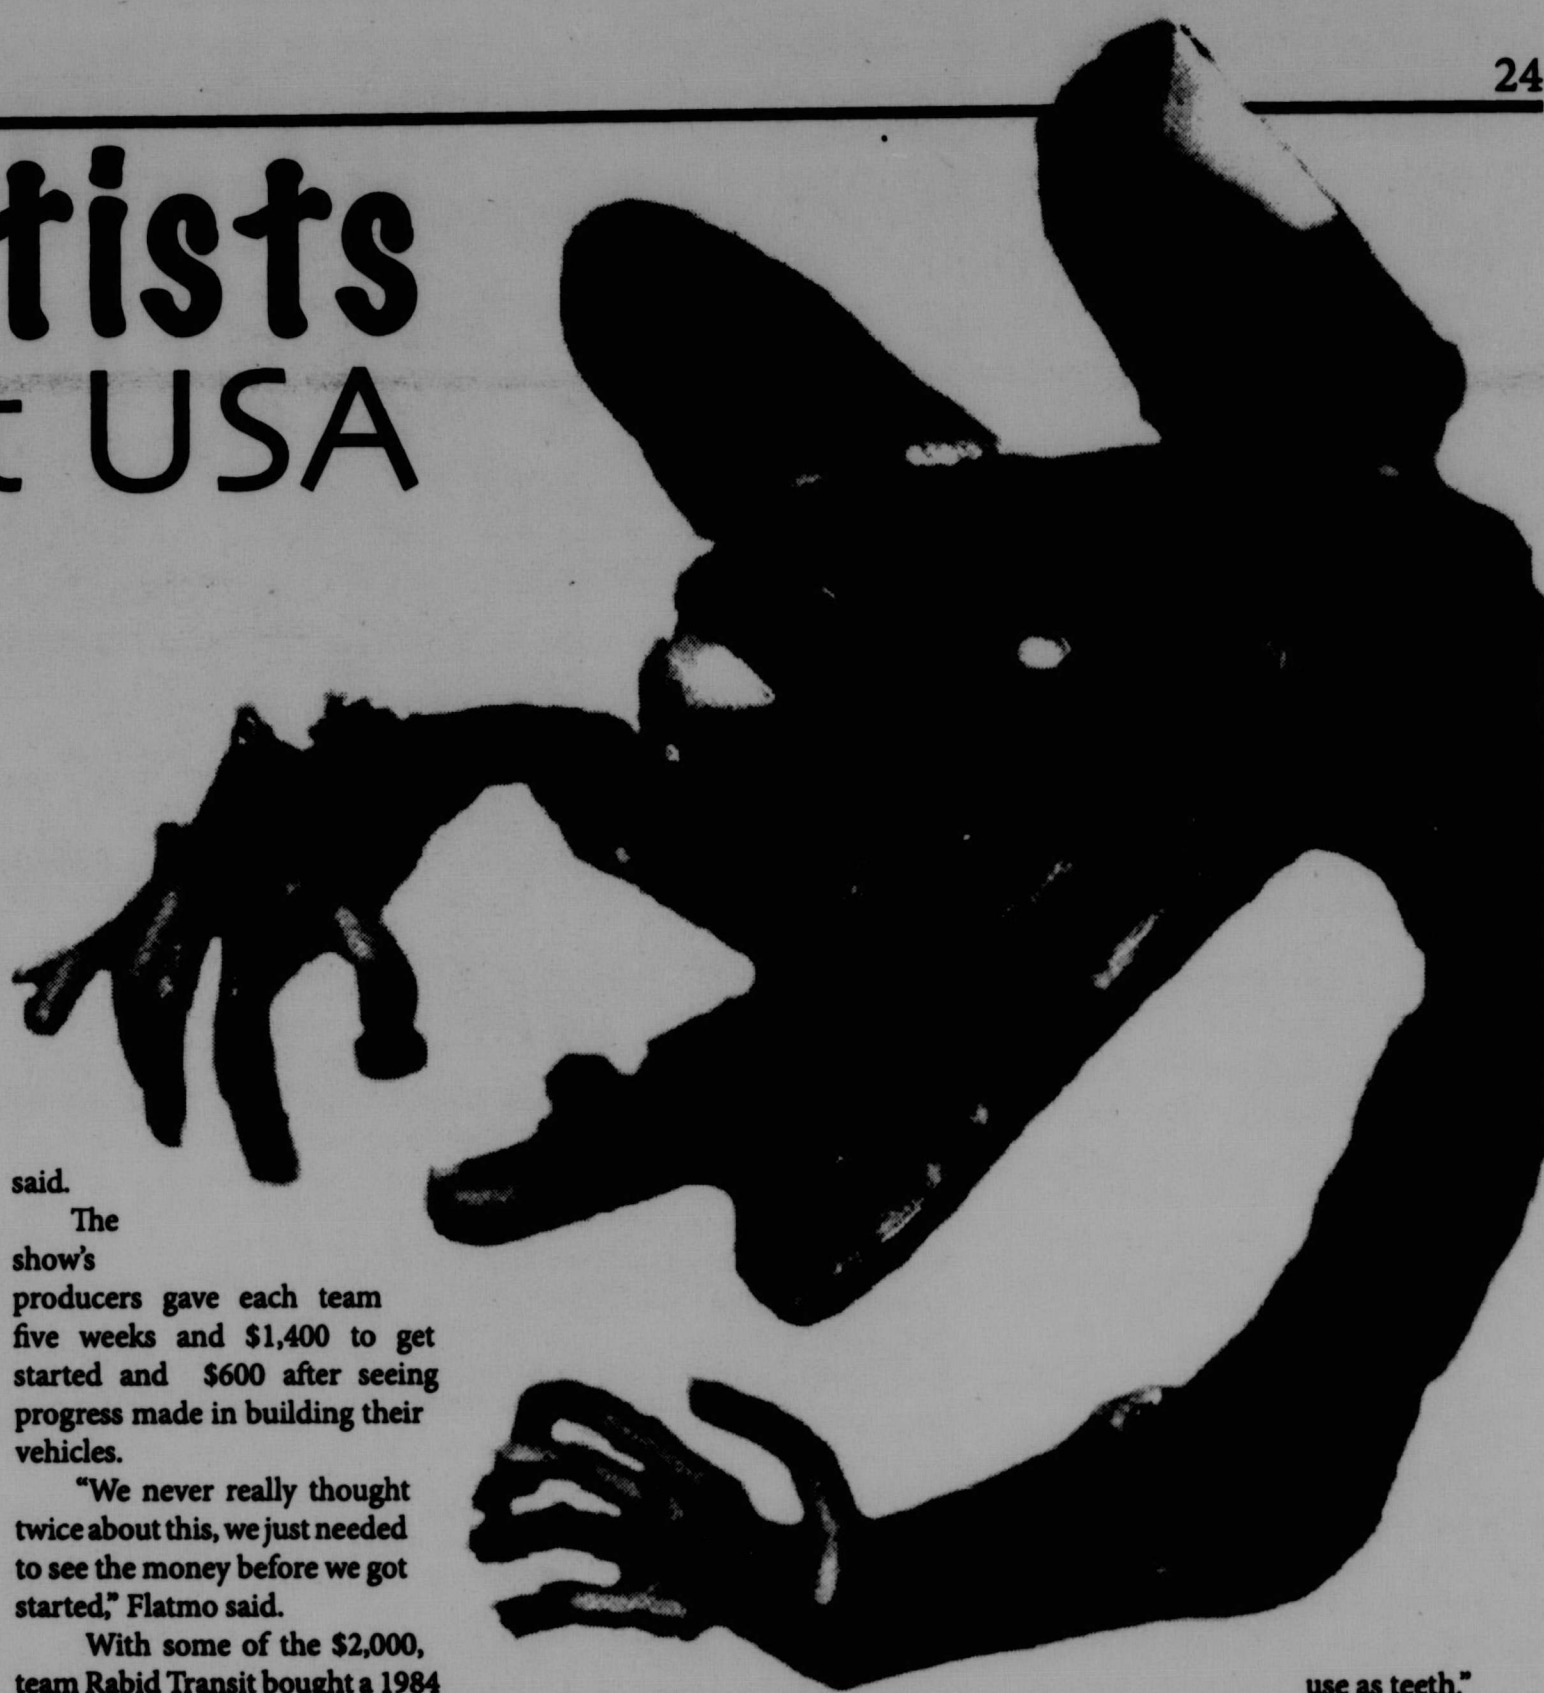 24
tists
USA
said.
The
show's
producers gave each team
five weeks and $1,400 to get
started and $600 after seeing
progress made in building their
vehicles.
“We never really thought
twice about this, we just needed
to see the money before we got
started,” Flatmo said.
With some of the $2,000,
team Rabid Transit bought a 1984
use as teeth.”